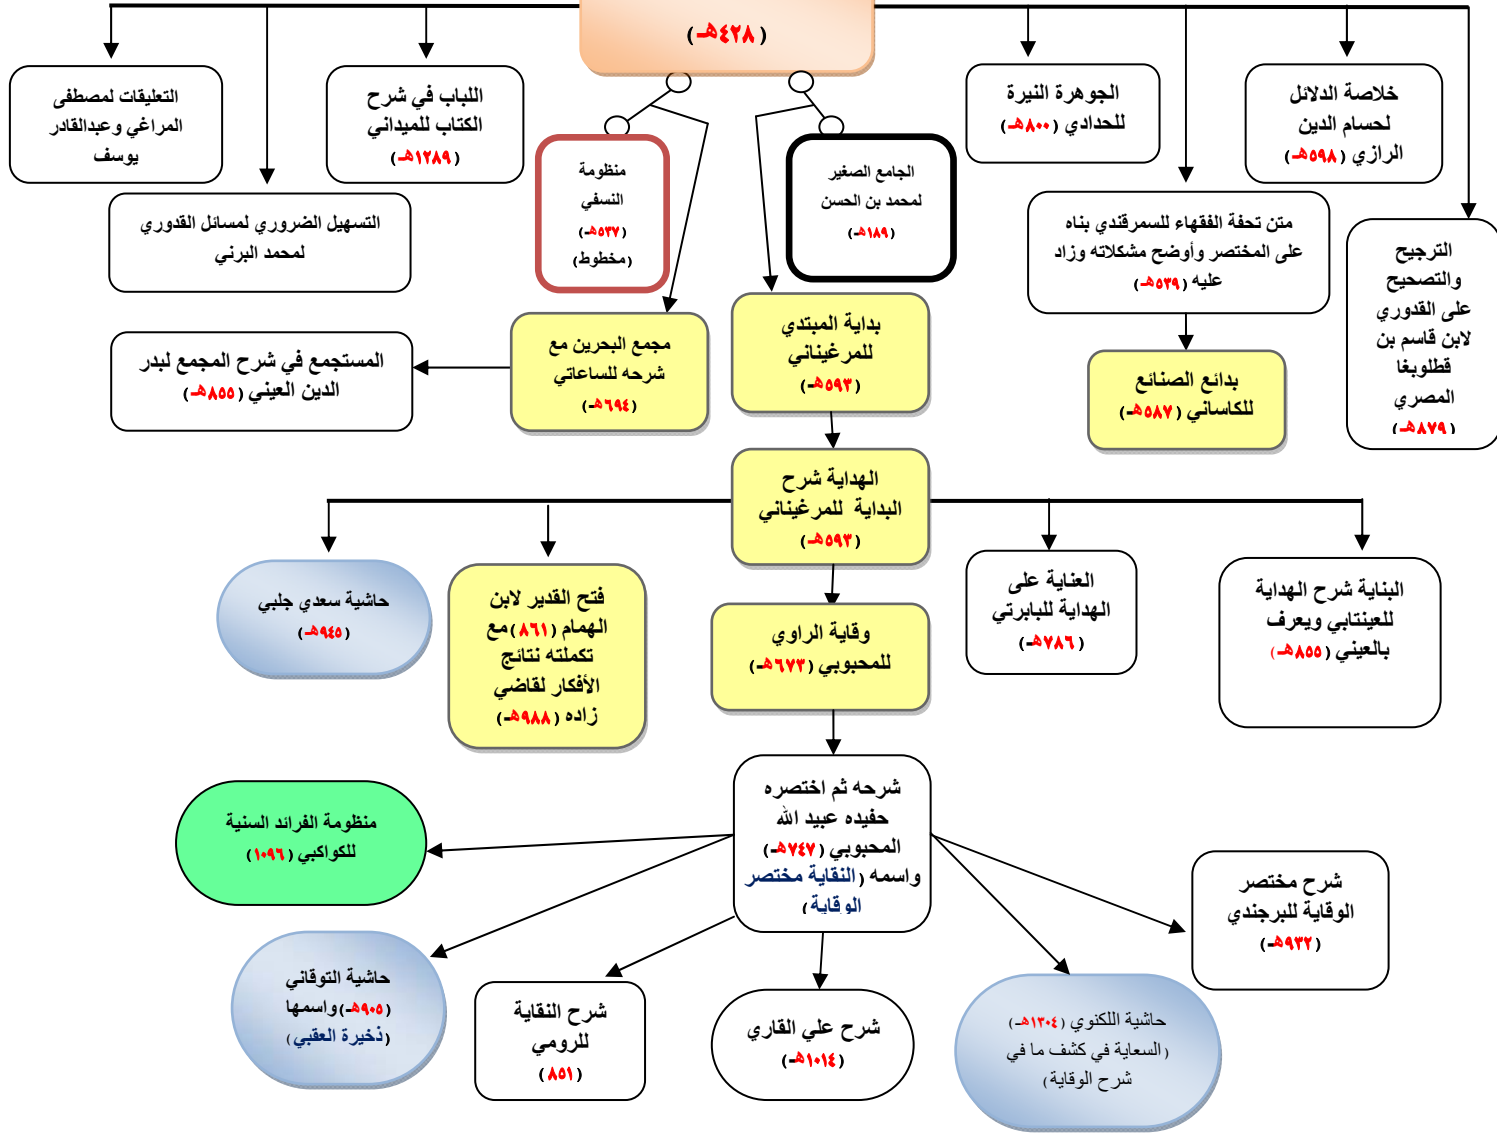 (٤٢٨هـ)
خلاصة الدلائل
لحسام الدين
الرازي (٥٩٨هـ)
الجوهرة النيرة
للحدادي (٨٠٠هـ)
اللباب في شرح
الكتاب للميداني
(١٢٨٩هـ)
التعليقات لمصطفى
المراغي وعبدالقادر
يوسف
الترجيح
والتصحيح
على القدوري
لابن قاسم بن
قطلوبغا
المصري
(٨٧٩هـ)
متن تحفة الفقهاء للسمرقندي بناه
على المختصر وأوضح مشكلاته وزاد
عليه (٥٣٩هـ)
الجامع الصغير
لمحمد بن الحسن
(١٨٩هـ)
منظومة
النسفي
(٥٣٧هـ)
(مخطوط)
التسهيل الضروري لمسائل القدوري
لمحمد البرني
بدائع الصنائع
للكاساني (٥٨٧هـ)
بداية المبتدي
للمرغيناني
(٥٩٣هـ)
مجمع البحرين مع
شرحه للساعاتي
(٦٩٤هـ)
المستجمع في شرح المجمع لبدر
الدين العيني (٨٥٥هـ)
الهداية شرح
البداية للمرغيناني
(٥٩٣هـ)
البناية شرح الهداية
للعينتابي ويعرف
بالعيني (٨٥٥هـ)
العناية على
الهداية للبابرتي
(٧٨٦هـ)
فتح القدير لابن
الهمام (٨٦١) مع
تكملته نتائج
الأفكار لقاضي
زاده (٩٨٨هـ)
حاشية سعدي جلبي
(٩٤٥هـ)
وقاية الراوي
للمحبوبي (٦٧٣هـ)
شرحه ثم اختصره
حفيده عبيد الله
المحبوبي (٧٤٧هـ)
واسمه (النقاية مختصر
الوقاية)
منظومة الفرائد السنية
للكواكبي (١٠٩٦)
شرح مختصر
الوقاية للبرجندي
(٩٣٢هـ)
حاشية اللكنوي (١٣٠٤هـ)
(السعاية في كشف ما في
شرح الوقاية)
شرح علي القاري
(١٠١٤هـ)
شرح النقاية
للرومي
(٨٥١)
حاشية التوقاني
(٩٠٥هـ) واسمها
(ذخيرة العقبي)